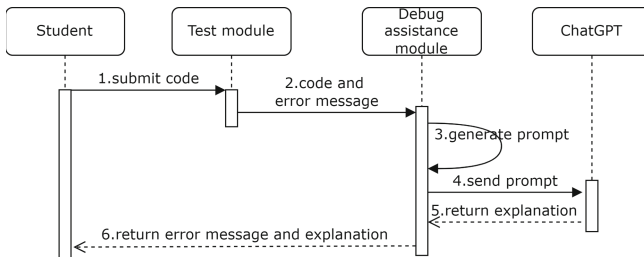 Student
Test module
Debug
assistance
module
ChatGPT
1.submit code
2.code and
error message
3.generate prompt
4.send prompt
5.return explanation
6.return error message and explanation